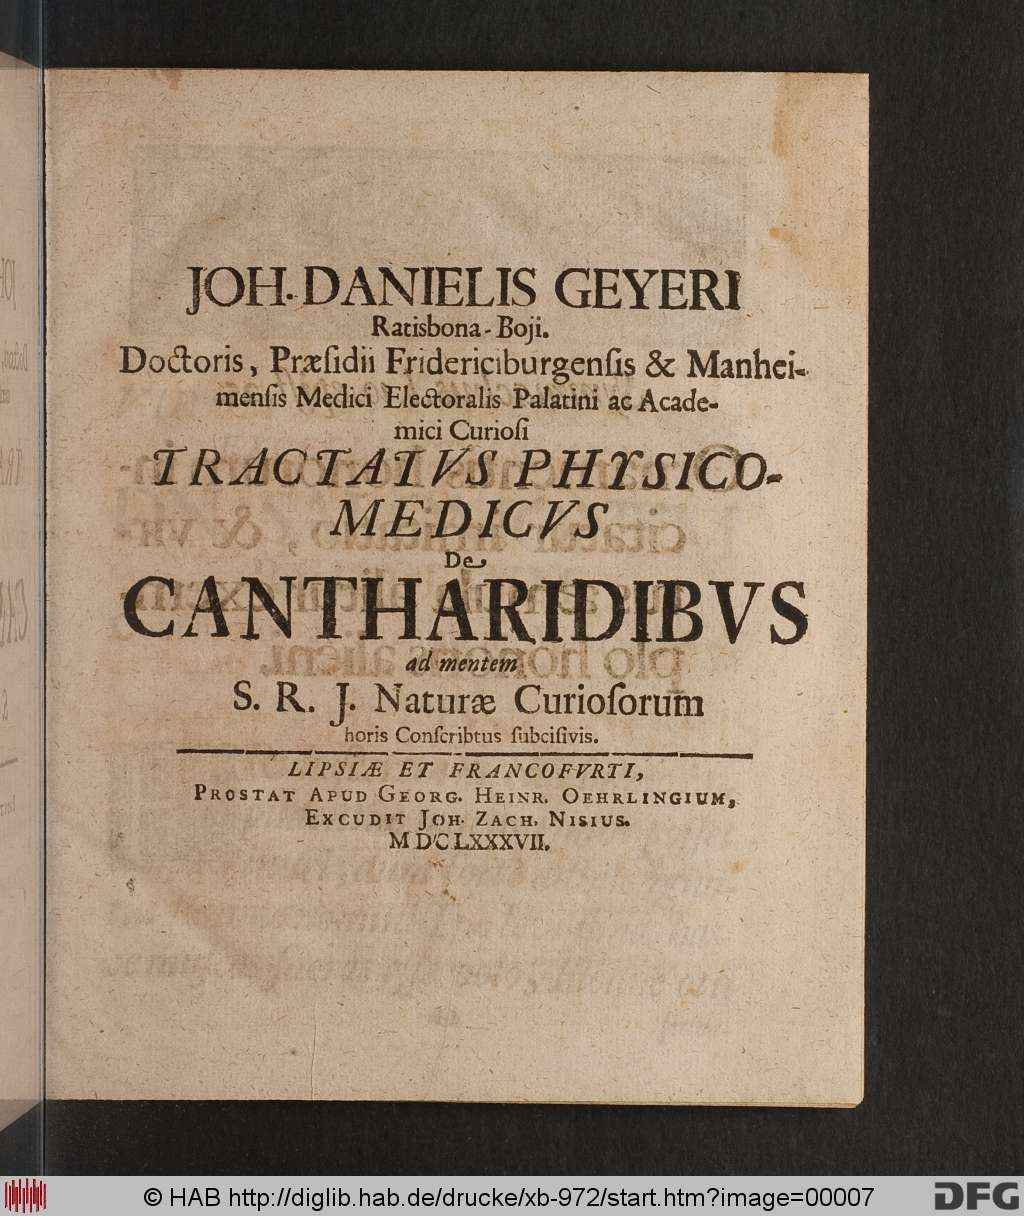 JOH. DANIELIS GEYERI
Ratisbona-Boji.
Doctoris, Præſidii Fridericiburgenſis & Manhei-
menſis Medici Electoralis Palatini ac Acade-
mici Curioſi
TRACTATVS PHYSICO-
MEDICVS
De
CANTHARIDIBVS
ad mentem
S. R. J. Naturæ Curioſorum
horis Conſcribtus ſubciſivis.
LIPSIÆ ET FRANCOFVRTI,
PROSTAT APUD GEORG. HEINR. OEHRLINGIUM,
EXCUDIT JOH. ZACH. NISIUS.
MDCLXXXVII.
© HAB http://diglib.hab.de/drucke/xb-972/start.htm?image=00007
DFG